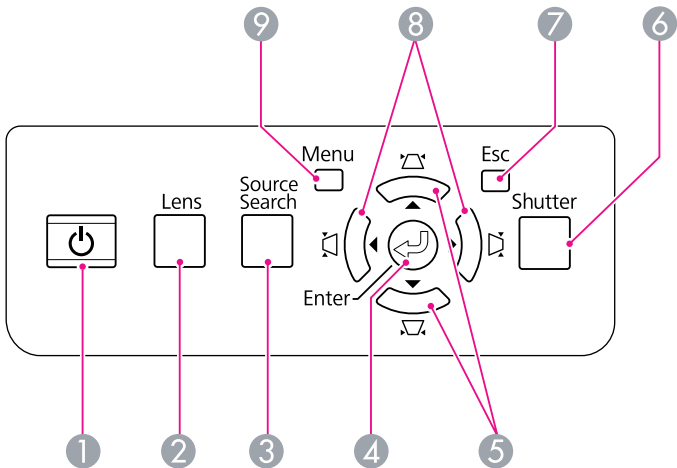 9 8 7 6
Menu
Esc
Source
Search
Lens
Shutter
Enter
1 2 3 4 5